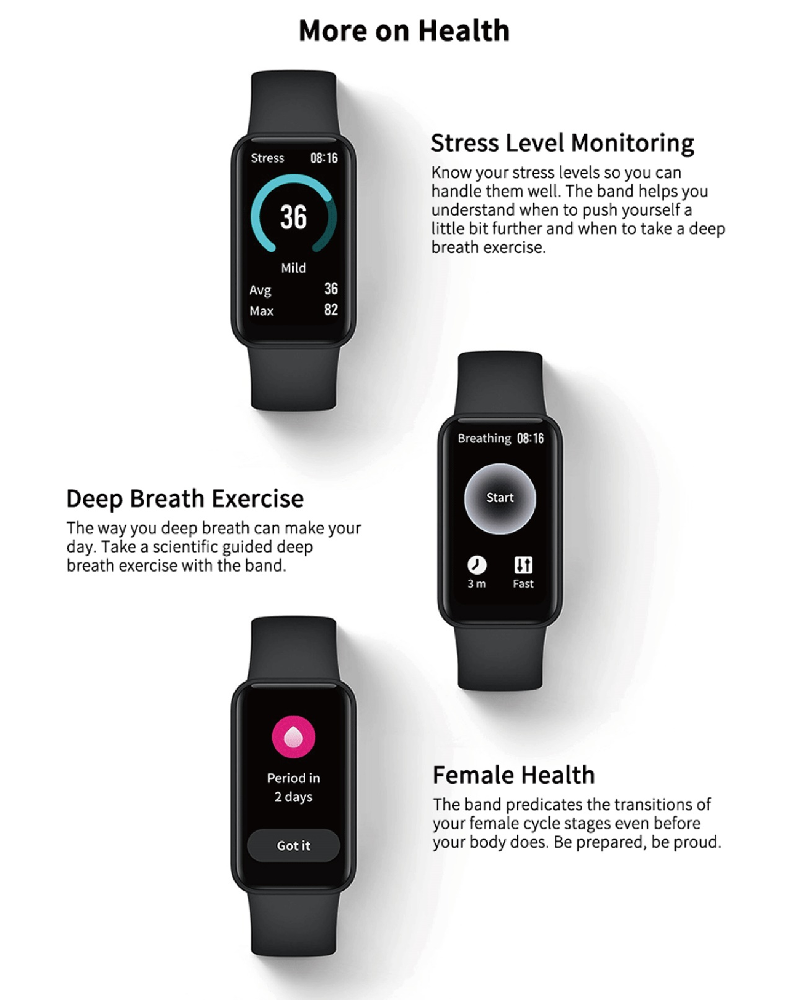 More on Health
Stress 08:16
36
Mild
Avg 36
Max 82
Stress Level Monitoring
Know your stress levels so you can
handle them well. The band helps you
understand when to push yourself a
little bit further and when to take a deep
breath exercise.
Breathing 08:16
Start
3 m Fast
Deep Breath Exercise
The way you deep breath can make your
day. Take a scientific guided deep
breath exercise with the band.
Period in
2 days
Got it
Female Health
The band predicates the transitions of
your female cycle stages even before
your body does. Be prepared, be proud.